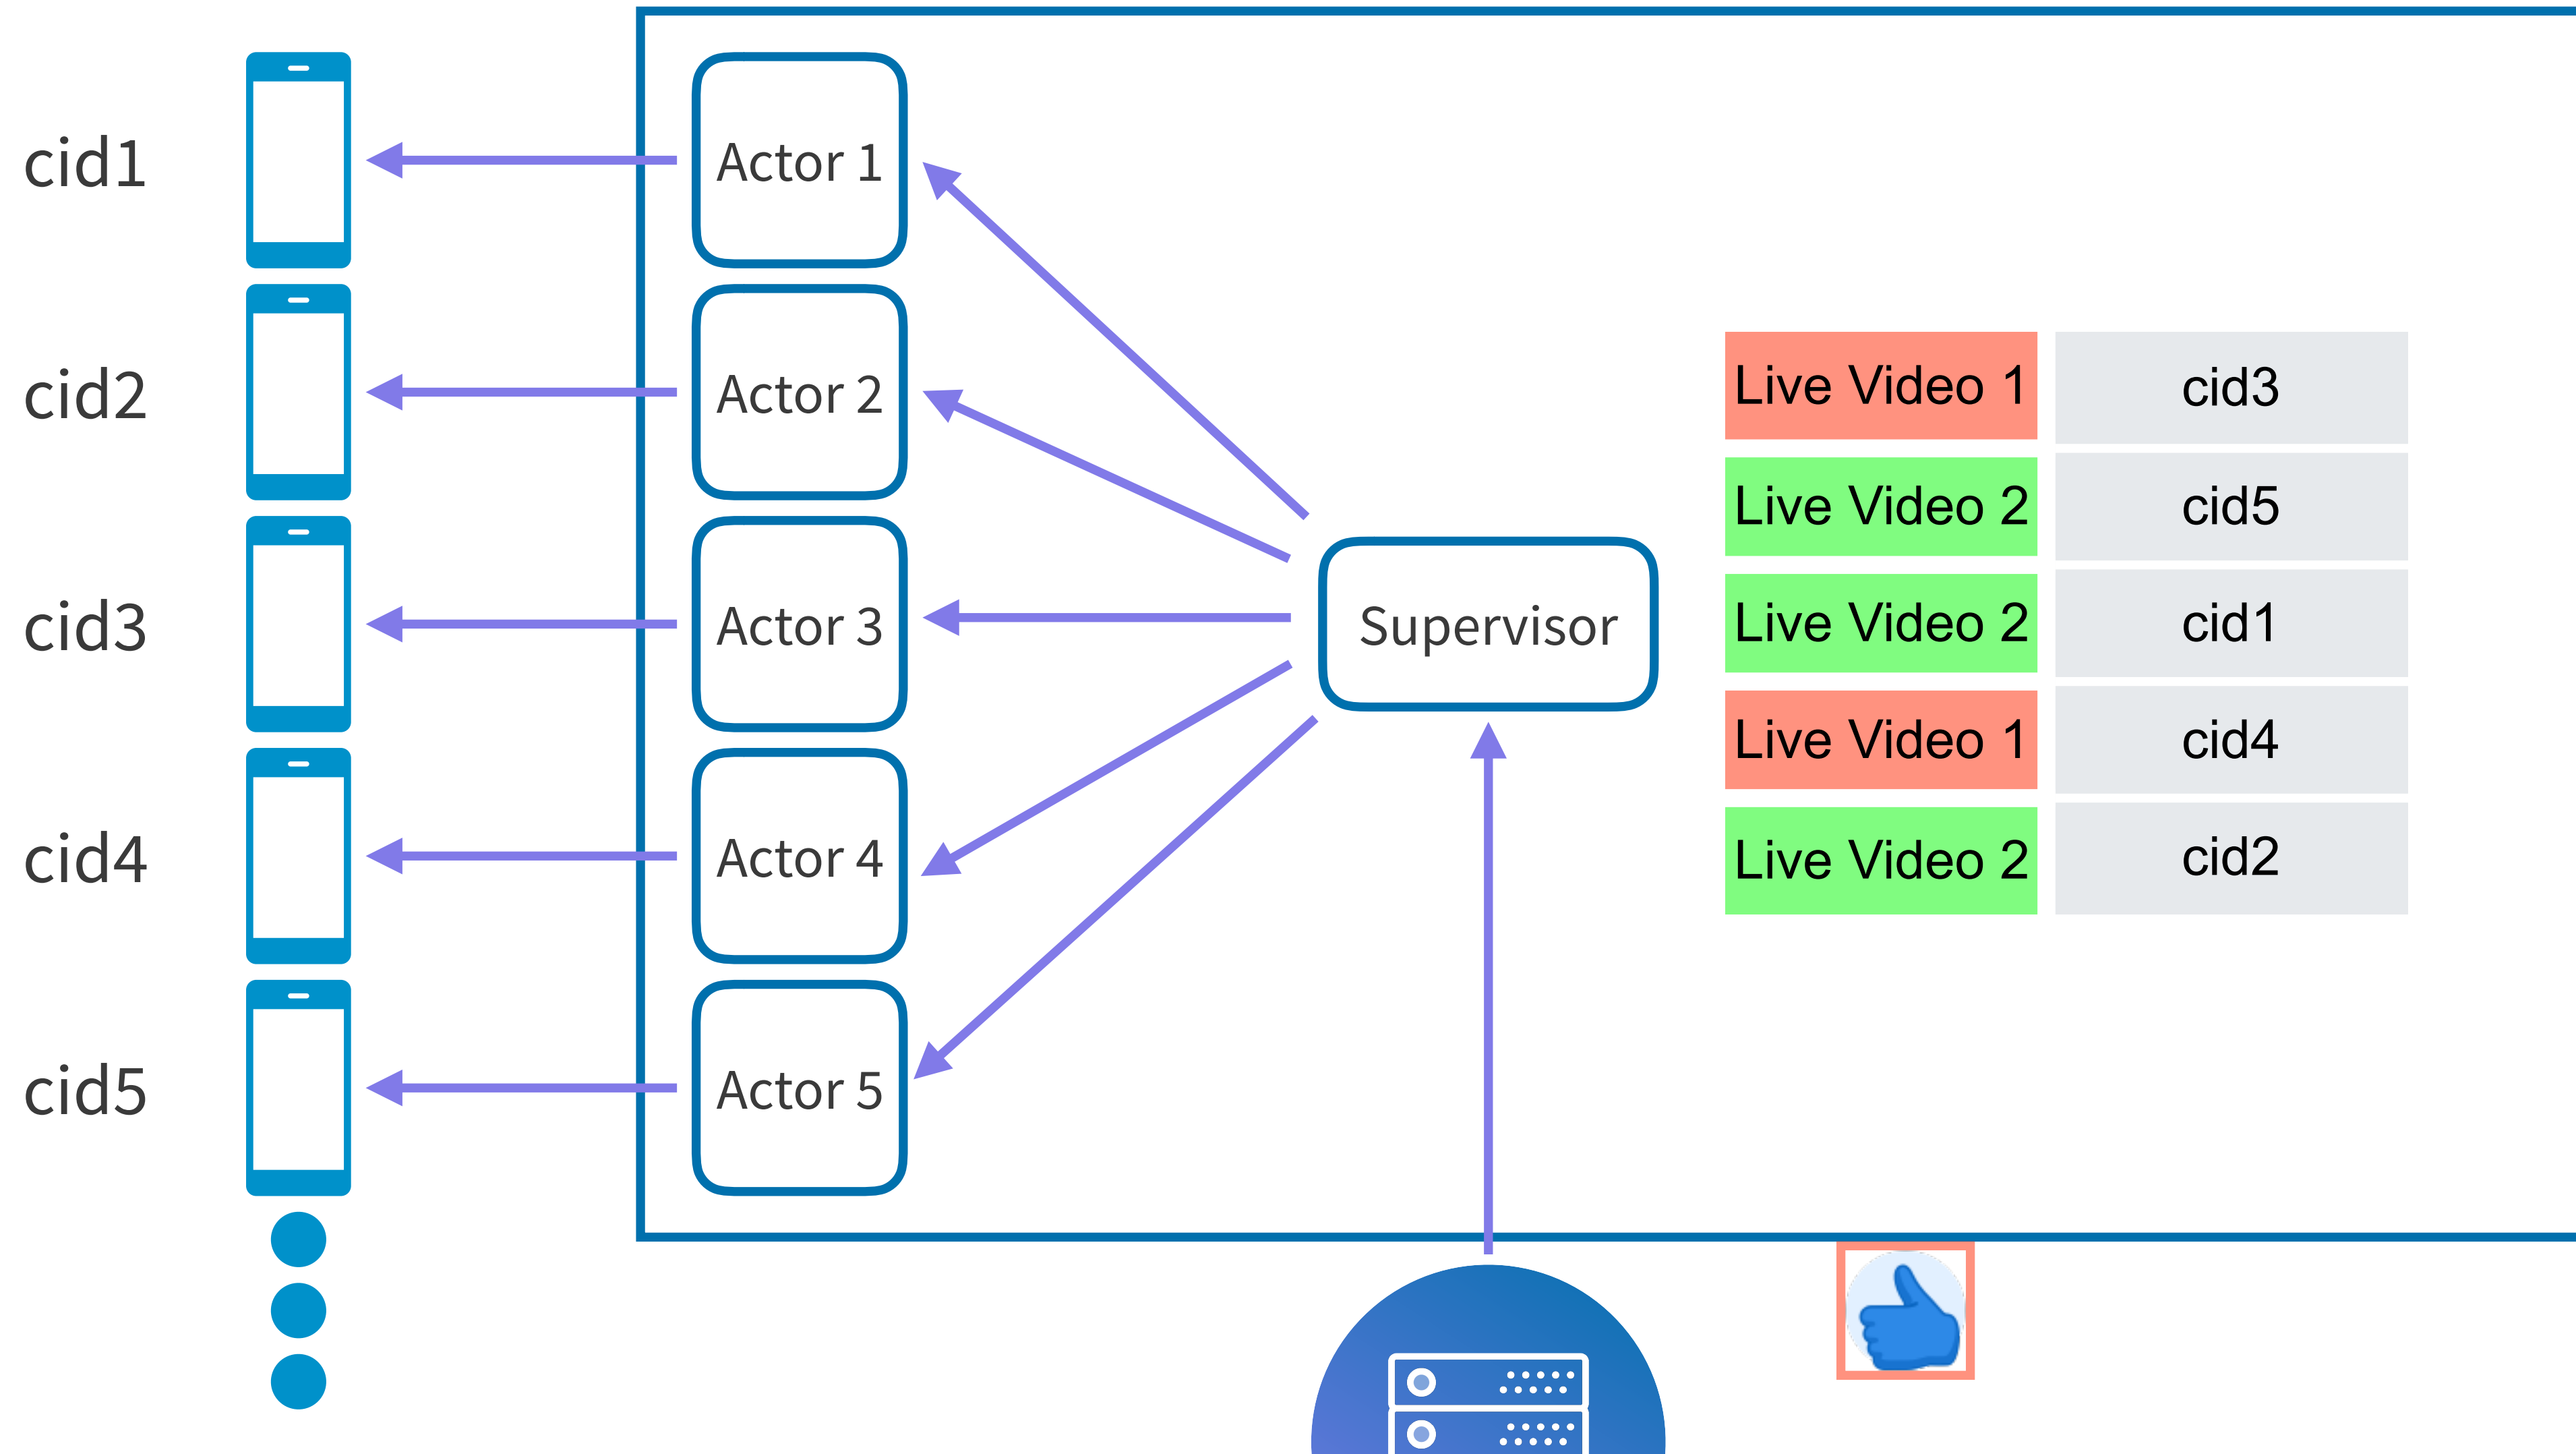 cid1
Actor 1
cid2
Actor 2
cid3
Actor 3
cid4
Actor 4
cid5
Actor 5
Supervisor
Live Video 1 cid3
Live Video 2 cid5
Live Video 2 cid1
Live Video 1 cid4
Live Video 2 cid2